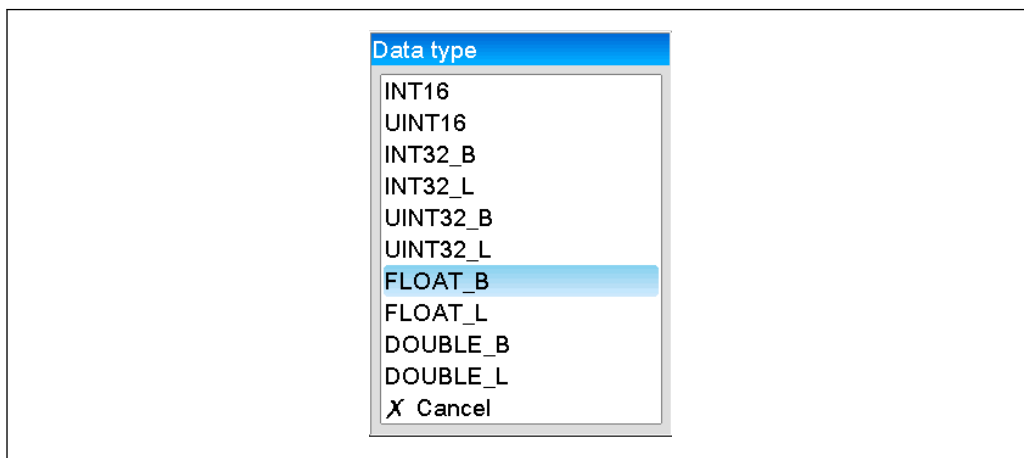 Data type
INT16
UINT16
INT32_B
INT32_L
UINT32_B
UINT32_L
FLOAT_B
FLOAT_L
DOUBLE_B
DOUBLE_L
X Cancel